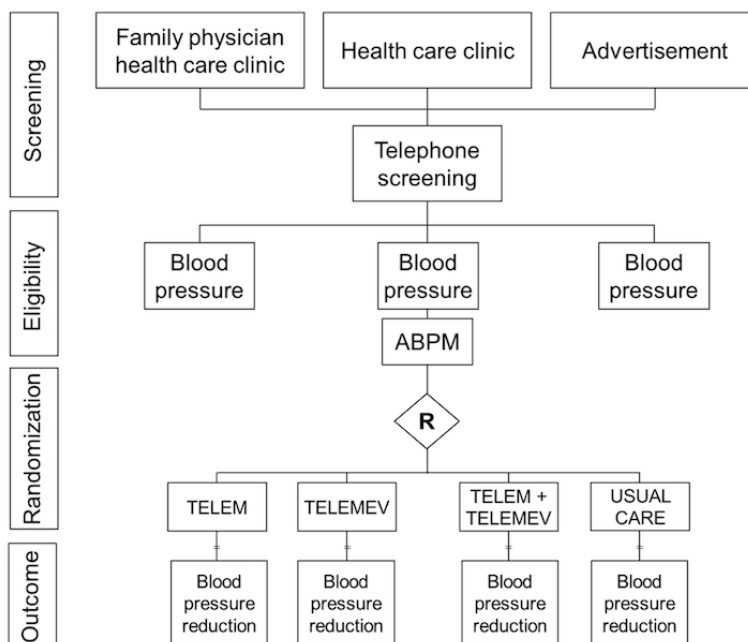 Screening
Family physician
health care clinic
Health care clinic
Advertisement
Telephone
screening
Eligibility
Blood
pressure
Blood
pressure
Blood
pressure
ABPM
Randomization
R
TELEM
TELEMEV
TELEM +
TELEMEV
USUAL
CARE
Outcome
Blood
pressure
reduction
Blood
pressure
reduction
Blood
pressure
reduction
Blood
pressure
reduction